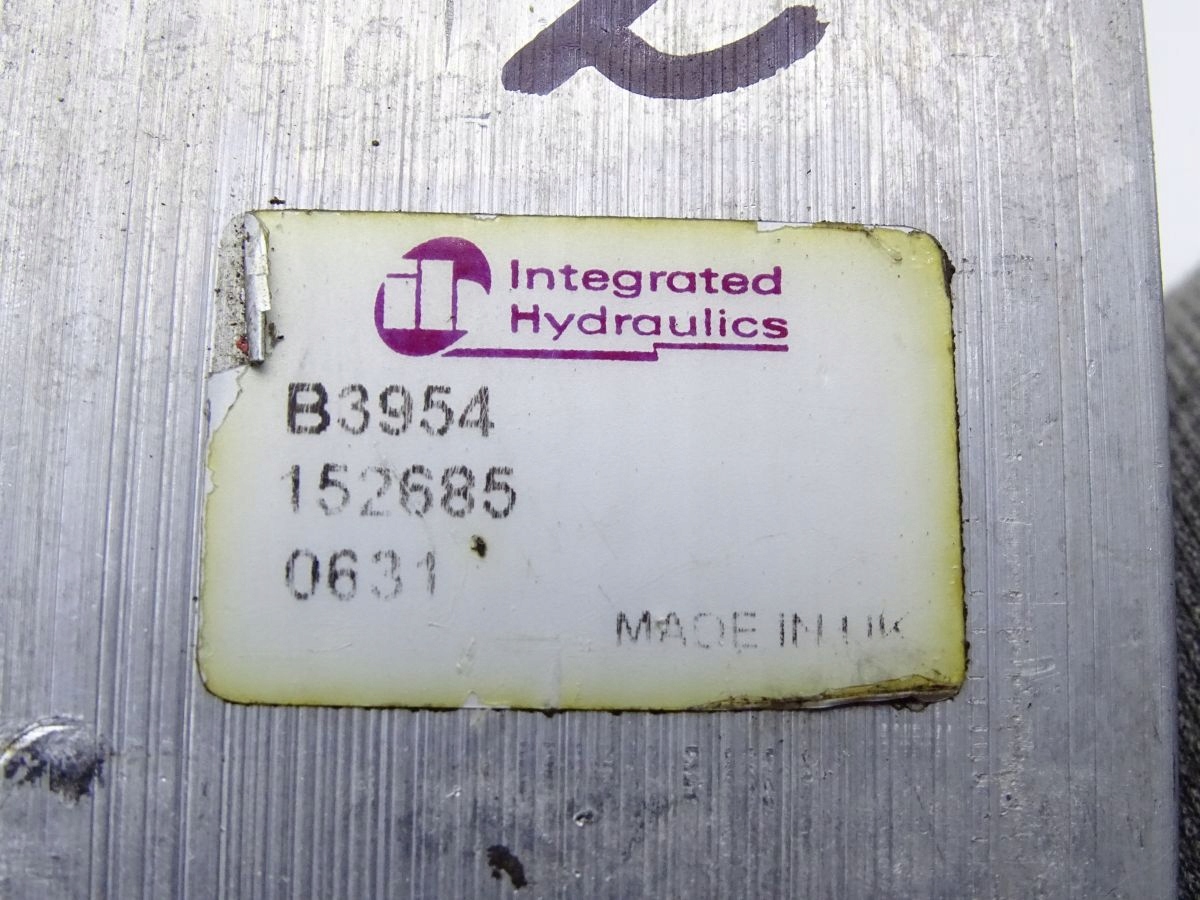 Integrated
Hydraulics
B3954
152685
0631
MADE IN UK